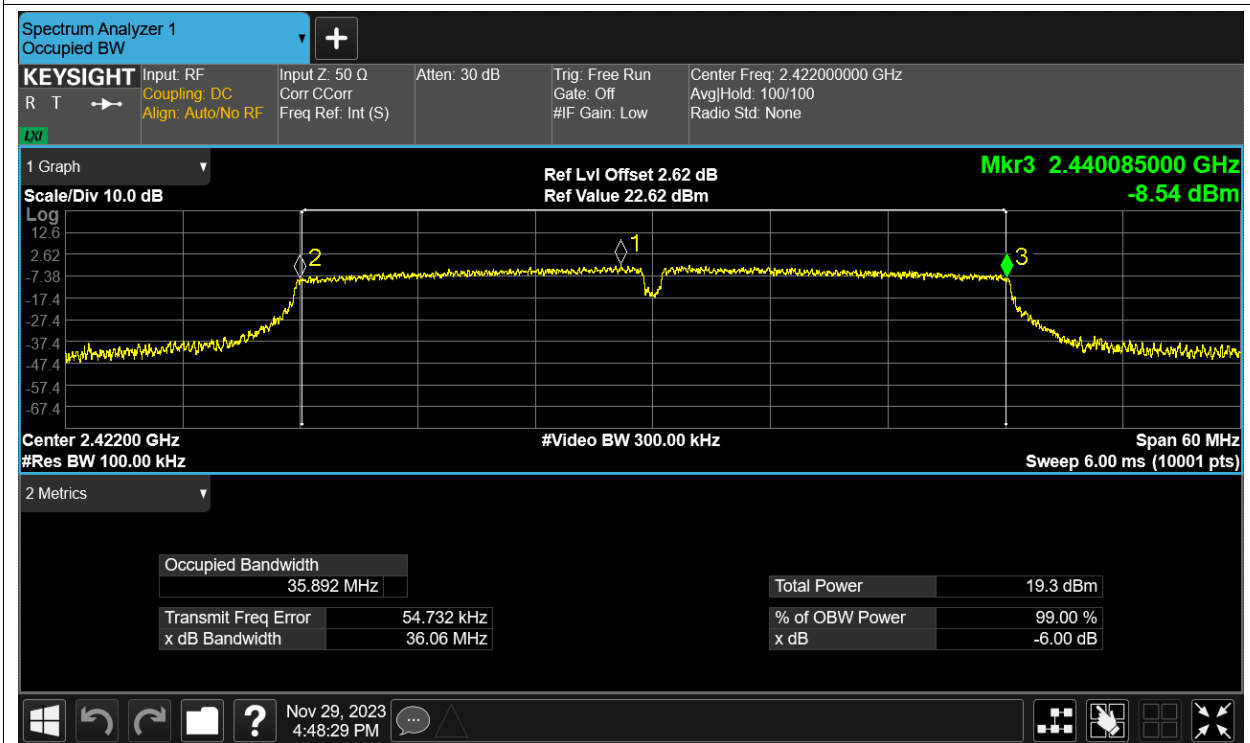 Spectrum Analyzer 1
Occupied BW
KEYSIGHT
R T
LXI
Input: RF
Coupling: DC
Align: Auto/No RF
Input Z: 50 Ω
Corr CCorr
Freq Ref: Int (S)
Atten: 30 dB
Trig: Free Run
Gate: Off
#IF Gain: Low
Center Freq: 2.422000000 GHz
Avg|Hold: 100/100
Radio Std: None
1 Graph
Scale/Div 10.0 dB
Ref Lvl Offset 2.62 dB
Ref Value 22.62 dBm
Mkr3 2.440085000 GHz
-8.54 dBm
Log
12.6
2.62
-7.38
-17.4
-27.4
-37.4
-47.4
-57.4
-67.4
2
1
3
Center 2.42200 GHz
#Res BW 100.00 kHz
#Video BW 300.00 kHz
Span 60 MHz
Sweep 6.00 ms (10001 pts)
2 Metrics
Occupied Bandwidth
35.892 MHz
Transmit Freq Error 54.732 kHz
x dB Bandwidth 36.06 MHz
Total Power 19.3 dBm
% of OBW Power 99.00 %
x dB -6.00 dB
?
Nov 29, 2023
4:48:29 PM